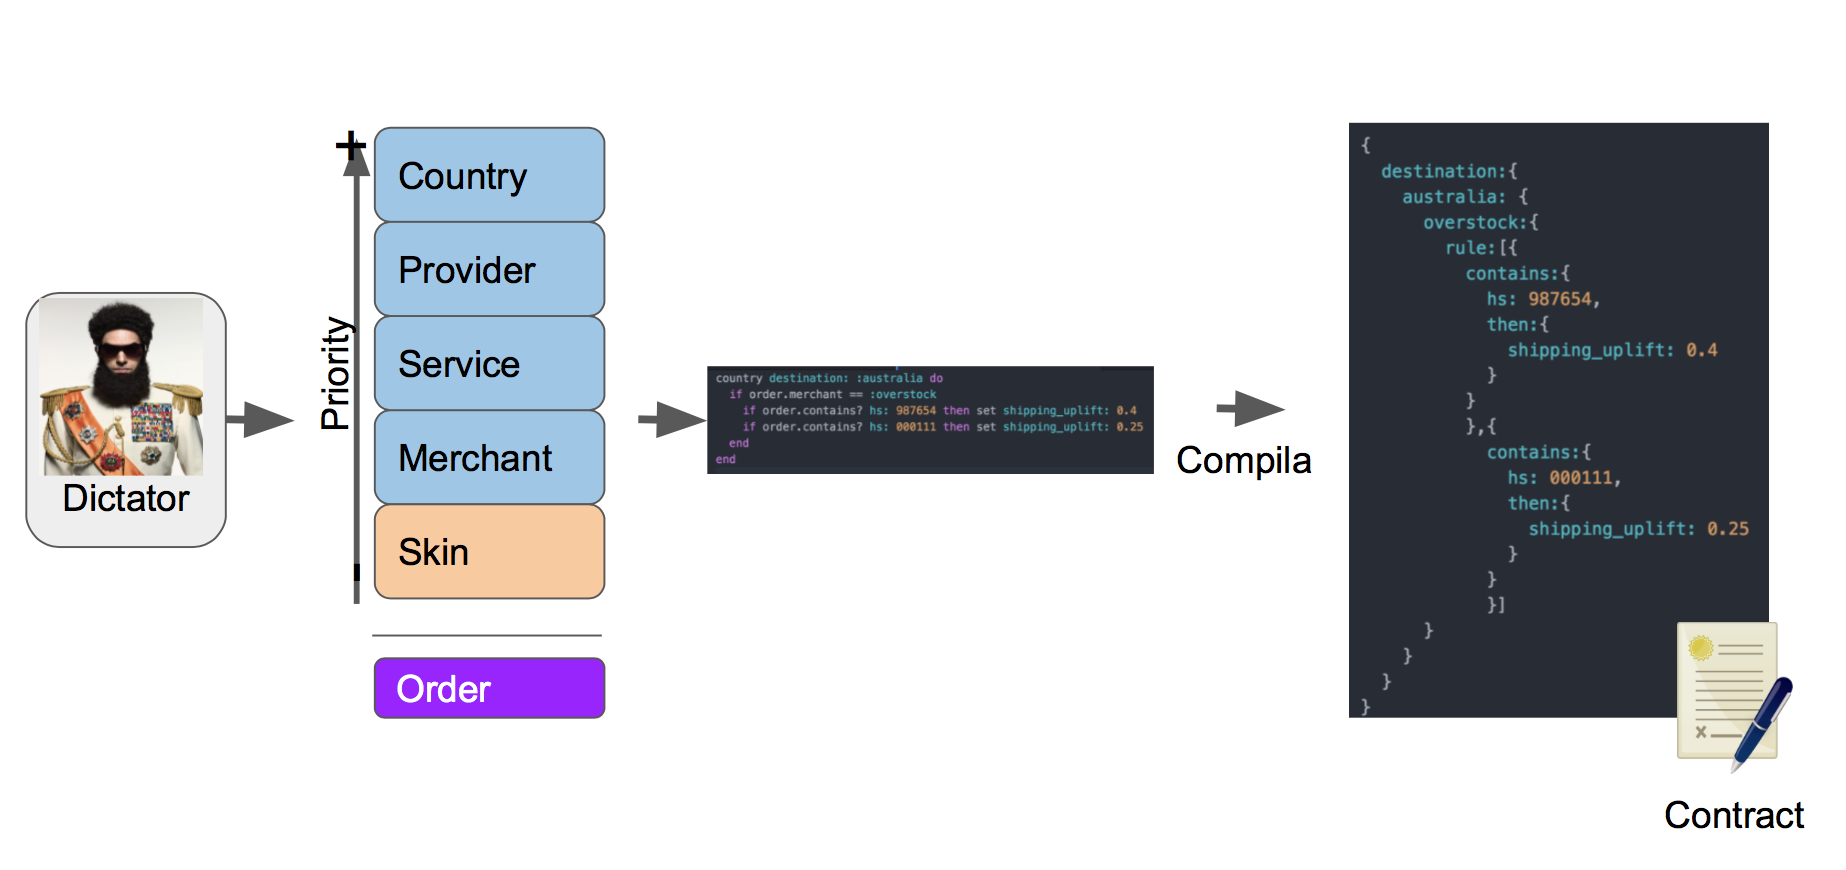 Dictator
Priority
+
-
Country
Provider
Service
Merchant
Skin
Order
country destination: :australia do
if order.merchant == :overstock
if order.contains? hs: 987654 then set shipping_uplift: 0.4
if order.contains? hs: 000111 then set shipping_uplift: 0.25
end
end
Compila
{
destination:{
australia: {
overstock:{
rule:[{
contains:{
hs: 987654,
then:{
shipping_uplift: 0.4
}
}
},{
contains:{
hs: 000111,
then:{
shipping_uplift: 0.25
}
}
}]
}
}
}
}
Contract